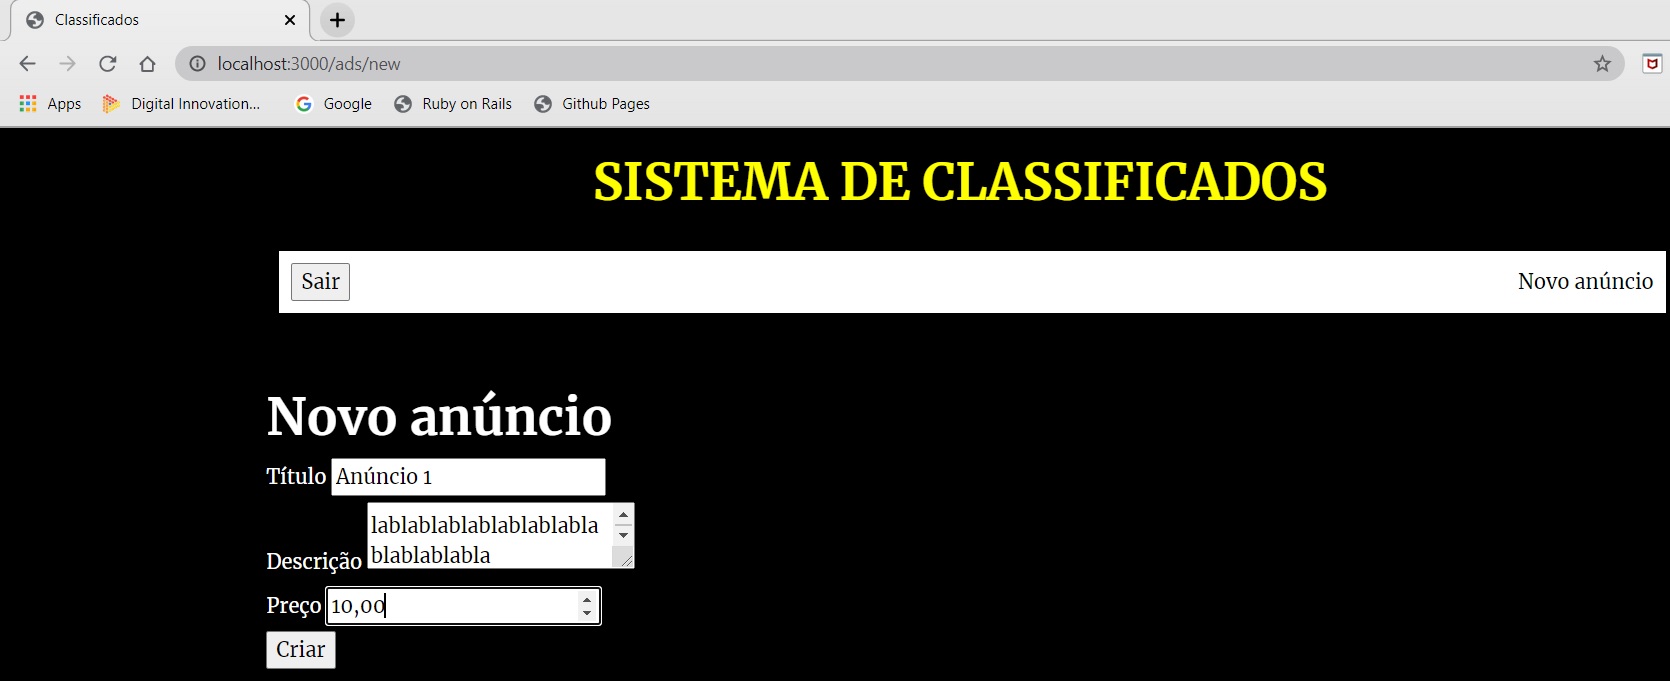 Classificados
localhost:3000/ads/new
Apps Digital Innovation... Google Ruby on Rails Github Pages
SISTEMA DE CLASSIFICADOS
Sair Novo anúncio
Novo anúncio
Título Anúncio 1
lablablablablablablabla
Descrição blablablabla
Preço 10,00
Criar